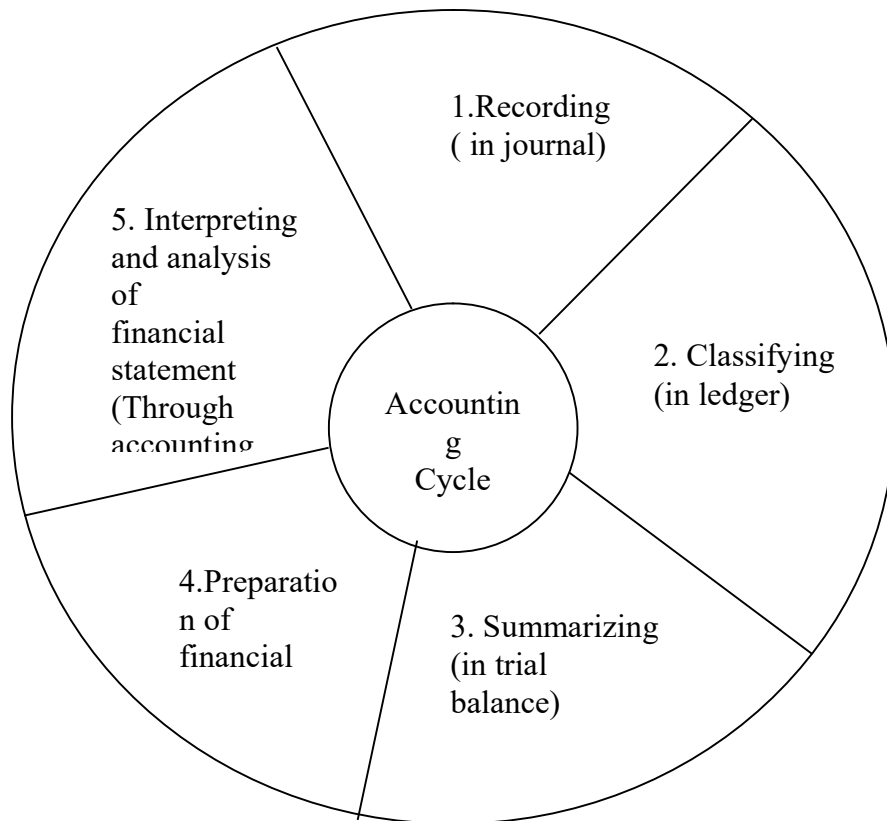 1.Recording
( in journal)
2. Classifying
(in ledger)
3. Summarizing
(in trial
balance)
4.Preparatio
n of
financial
5. Interpreting
and analysis
of
financial
statement
(Through
accounting
Accountin
g
Cycle